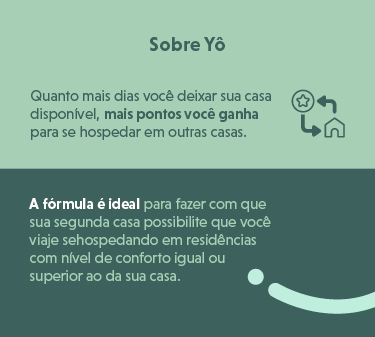 Sobre Yô
Quanto mais dias você deixar sua casa
disponível, mais pontos você ganha
para se hospedar em outras casas.
A fórmula é ideal para fazer com que
sua segunda casa possibilite que você
viaje sehospedando em residências
com nível de conforto igual ou
superior ao da sua casa.